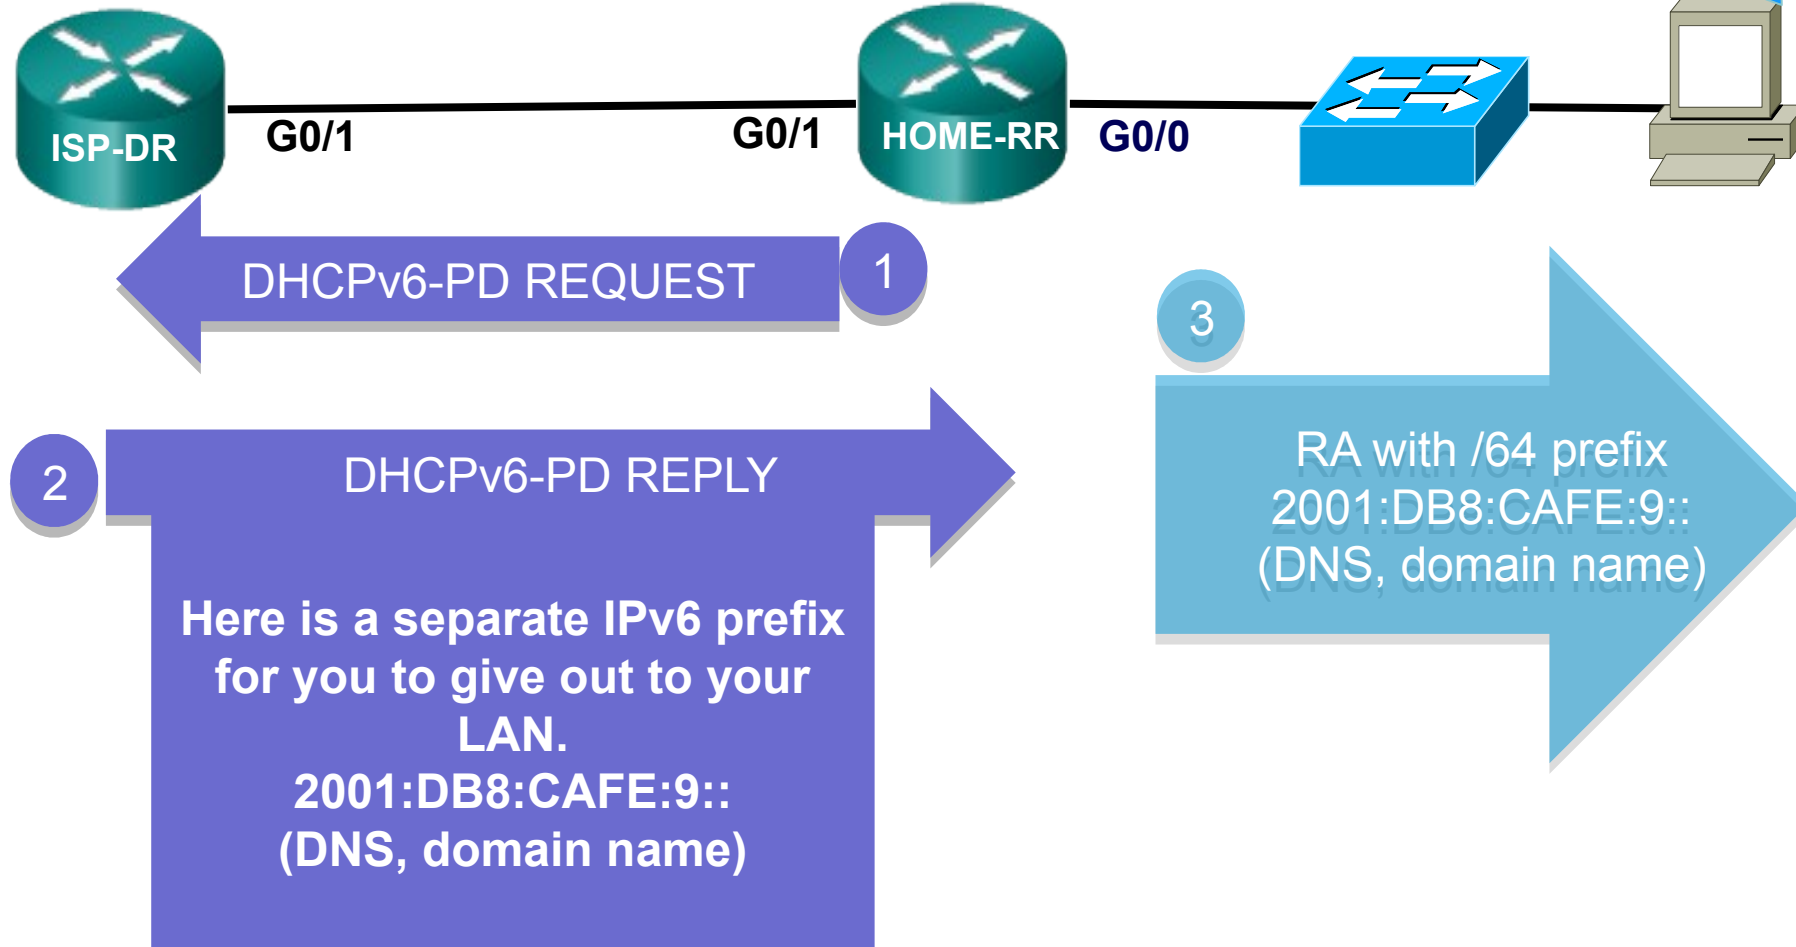 ISP-DR
G0/1
G0/1
HOME-RR
G0/0
DHCPv6-PD REQUEST
1
3
2
DHCPv6-PD REPLY
Here is a separate IPv6 prefix
for you to give out to your
LAN.
2001:DB8:CAFE:9::
(DNS, domain name)
RA with /64 prefix
2001:DB8:CAFE:9::
(DNS, domain name)